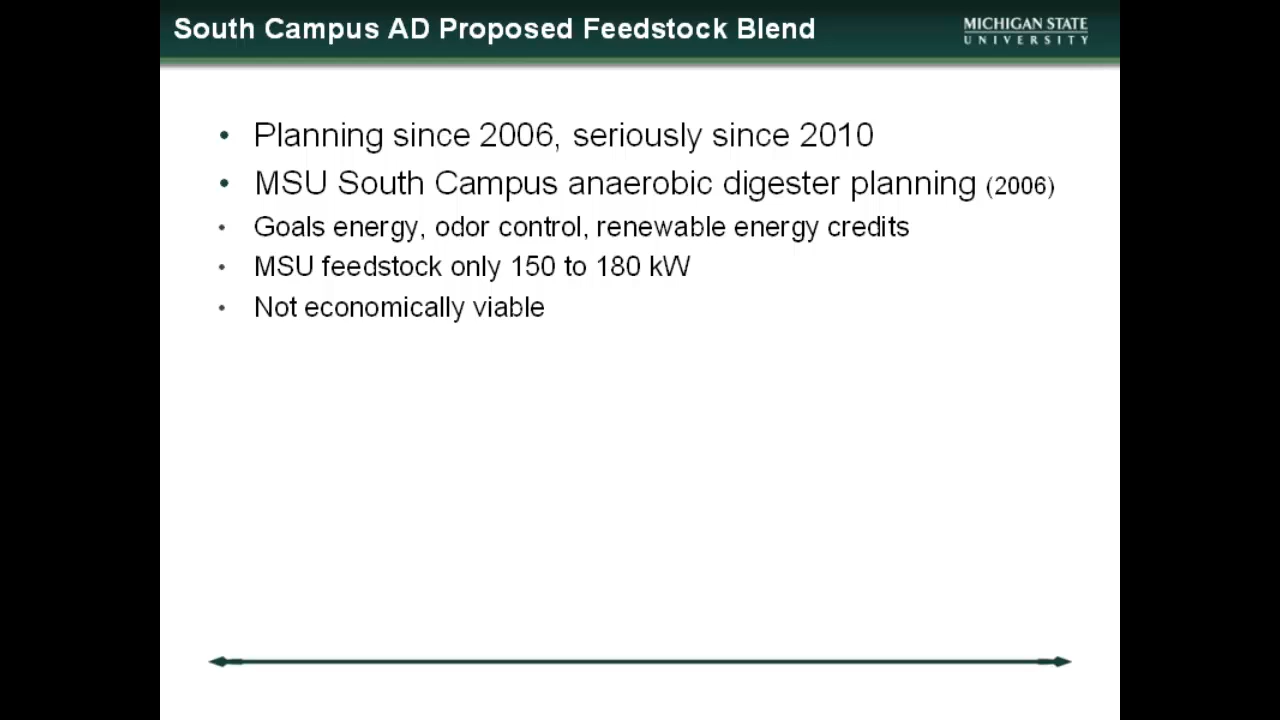 South Campus AD Proposed Feedstock Blend
MICHIGAN STATE
UNIVERSITY
• Planning since 2006, seriously since 2010
• MSU South Campus anaerobic digester planning (2006)
• Goals energy, odor control, renewable energy credits
• MSU feedstock only 150 to 180 kW
• Not economically viable